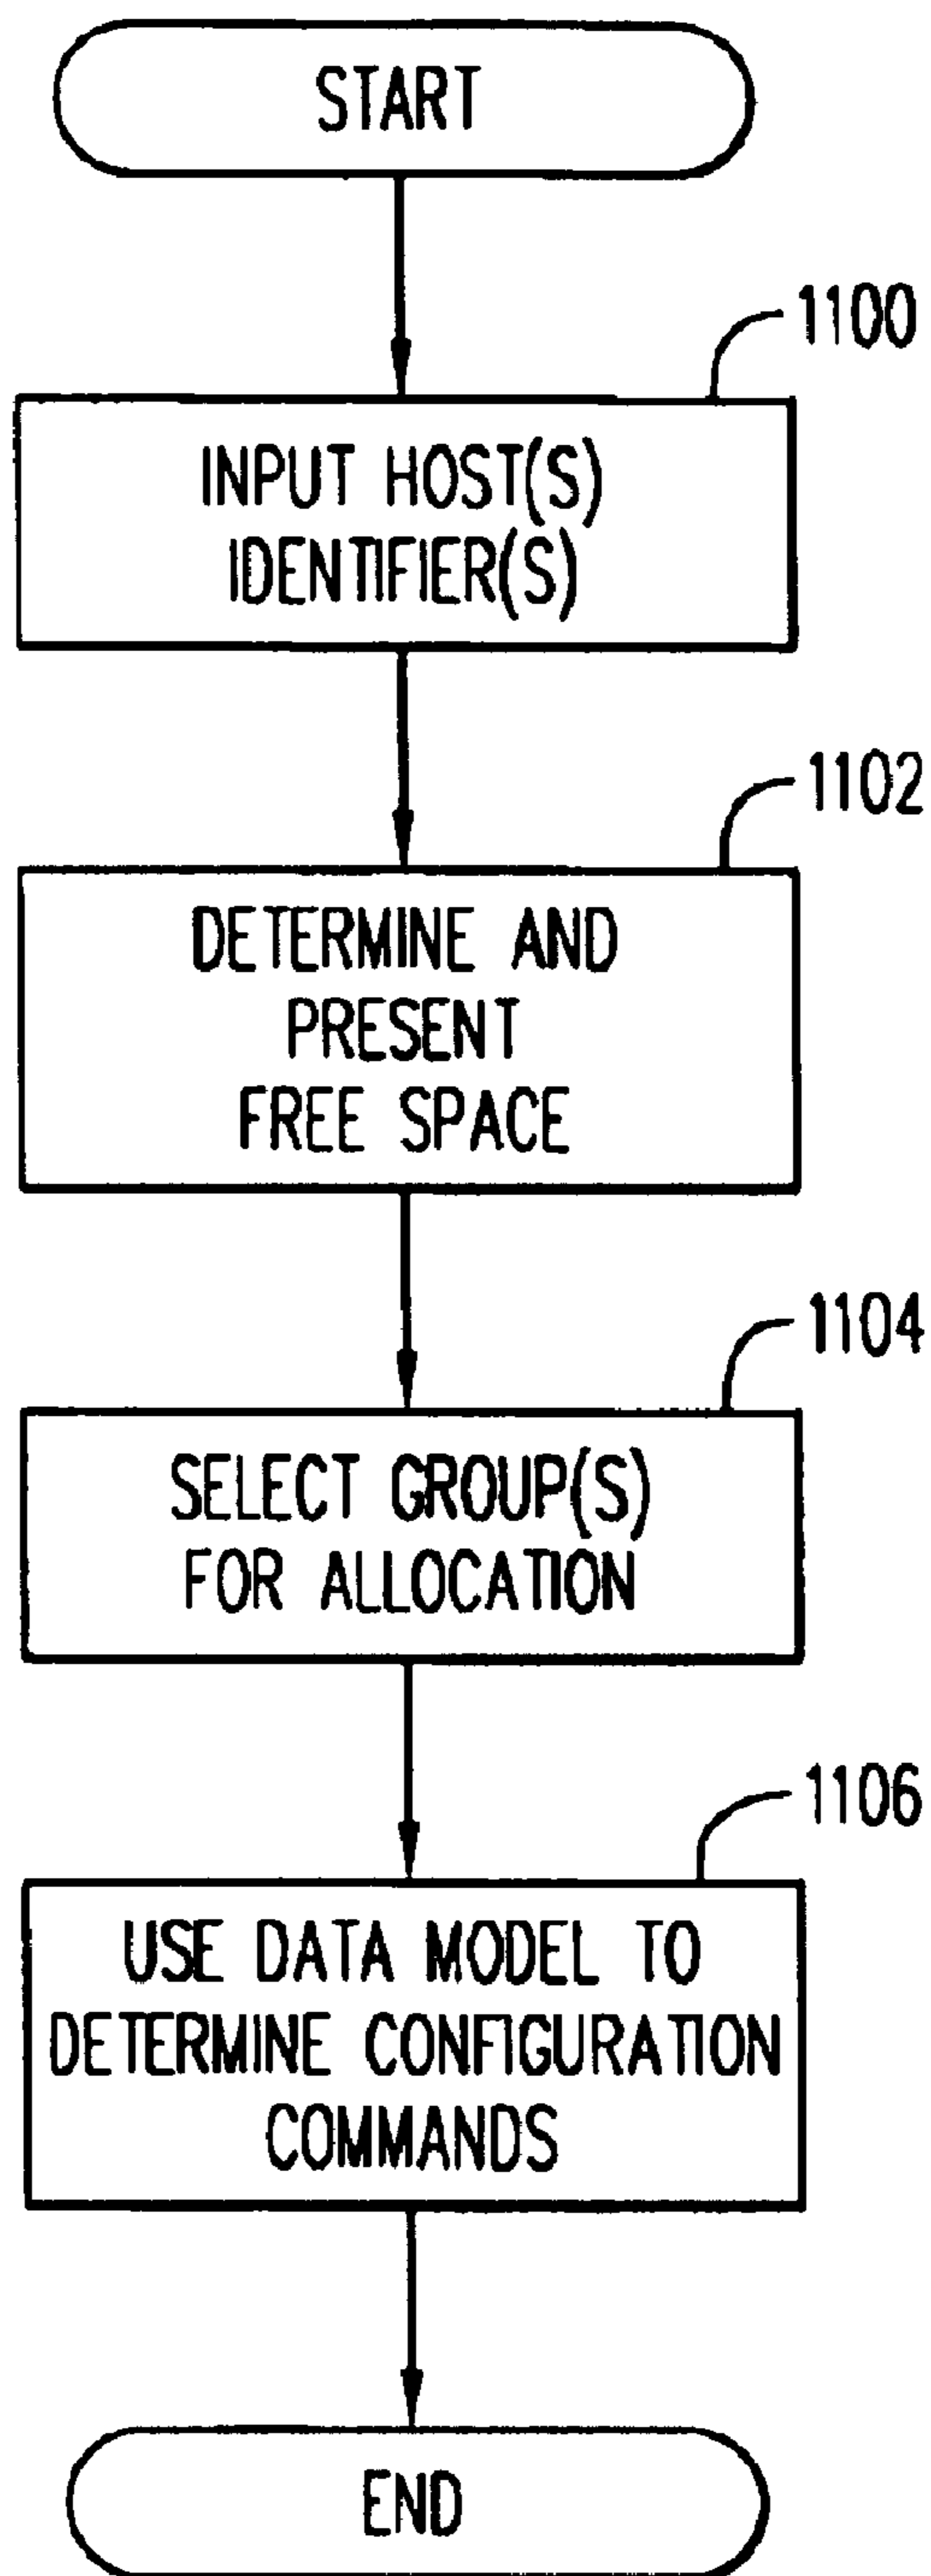 START
1100
INPUT HOST(S)
IDENTIFIER(S)
1102
DETERMINE AND
PRESENT
FREE SPACE
1104
SELECT GROUP(S)
FOR ALLOCATION
1106
USE DATA MODEL TO
DETERMINE CONFIGURATION
COMMANDS
END